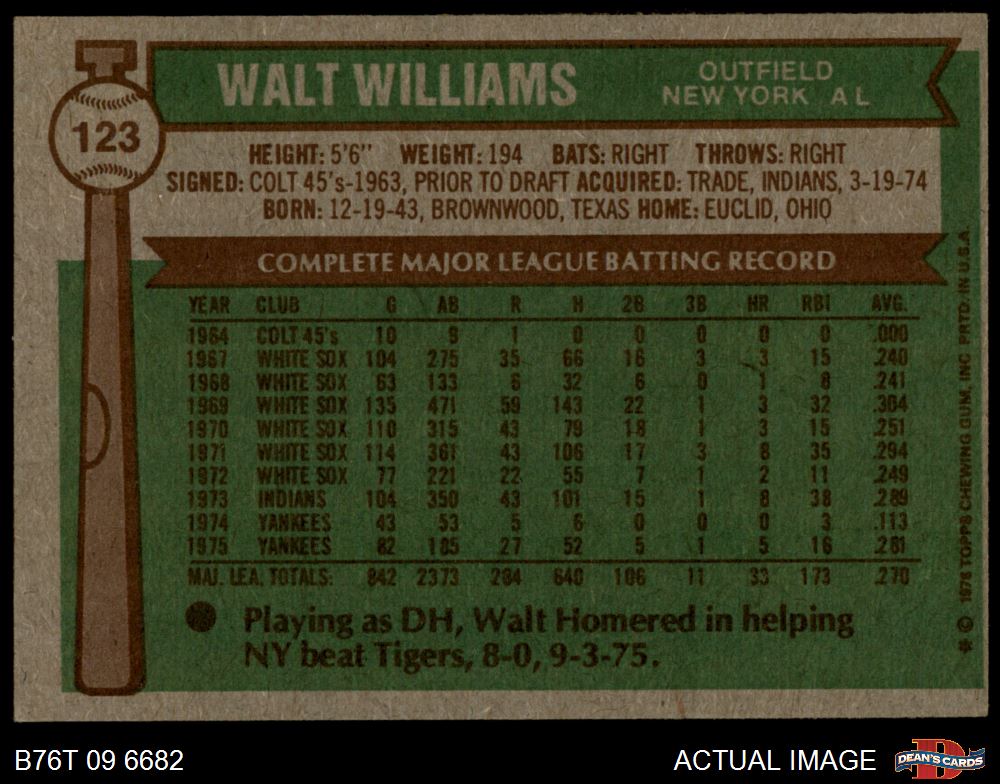 123
WALT WILLIAMS
OUTFIELD
NEW YORK A L
HEIGHT: 5'6" WEIGHT: 194 BATS: RIGHT THROWS: RIGHT
SIGNED: COLT 45's-1963, PRIOR TO DRAFT ACQUIRED: TRADE, INDIANS, 3-19-74
BORN: 12-19-43, BROWNWOOD, TEXAS HOME: EUCLID, OHIO
COMPLETE MAJOR LEAGUE BATTING RECORD
YEAR CLUB G AB R H 2B 3B HR RBI AVG.
1964 COLT 45's 10 9 1 0 0 0 0 0 .000
1967 WHITE SOX 104 275 35 66 16 3 3 15 .240
1968 WHITE SOX 63 133 6 32 6 0 1 8 .241
1969 WHITE SOX 135 471 59 143 22 1 3 32 .304
1970 WHITE SOX 110 315 43 79 18 1 3 15 .251
1971 WHITE SOX 114 361 43 106 17 3 8 35 .294
1972 WHITE SOX 77 221 22 55 7 1 2 11 .249
1973 INDIANS 104 350 43 101 15 1 8 38 .289
1974 YANKEES 43 53 5 6 0 0 0 3 .113
1975 YANKEES 82 185 27 52 5 1 5 16 .281
MAJ. LEA. TOTALS: 842 2373 284 640 106 11 33 173 .270
Playing as DH, Walt Homered in helping
NY beat Tigers, 8-0, 9-3-75.
* © 1976 TOPPS CHEWING GUM, INC PRTD. IN U.S.A.
B76T 09 6682
ACTUAL IMAGE
DEAN'S CARDS